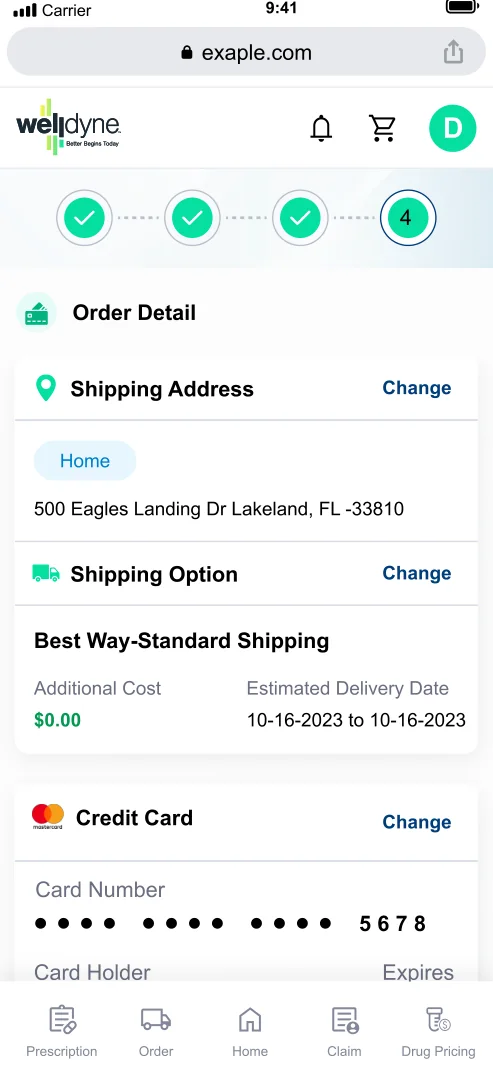 Carrier 9:41
exaple.com
welldyne.
Better Begins Today
D
4
Order Detail
Shipping Address Change
Home
500 Eagles Landing Dr Lakeland, FL -33810
Shipping Option Change
Best Way-Standard Shipping
Additional Cost Estimated Delivery Date
$0.00 10-16-2023 to 10-16-2023
mastercard
Credit Card Change
Card Number
●●●● ●●●● ●●●● 5678
Card Holder Expires
Prescription Order Home Claim Drug Pricing